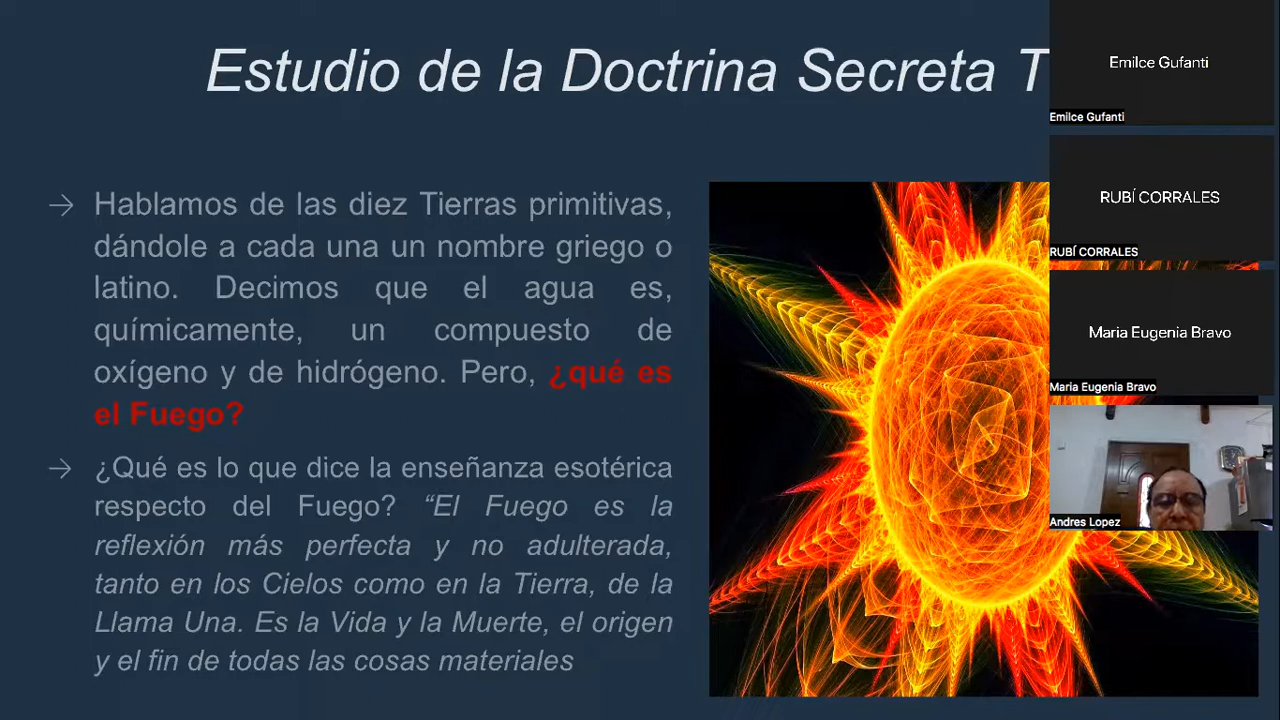 Estudio de la Doctrina Secreta T
Hablamos de las diez Tierras primitivas,
dándole a cada una un nombre griego o
latino. Decimos que el agua es,
químicamente, un compuesto de
oxígeno y de hidrógeno. Pero, ¿qué es
el Fuego?
¿Qué es lo que dice la enseñanza esotérica
respecto del Fuego? “El Fuego es la
reflexión más perfecta y no adulterada,
tanto en los Cielos como en la Tierra, de la
Llama Una. Es la Vida y la Muerte, el origen
y el fin de todas las cosas materiales
Emilce Gufanti
Emilce Gufanti
RUBÍ CORRALES
RUBÍ CORRALES
Maria Eugenia Bravo
Maria Eugenia Bravo
Andres Lopez